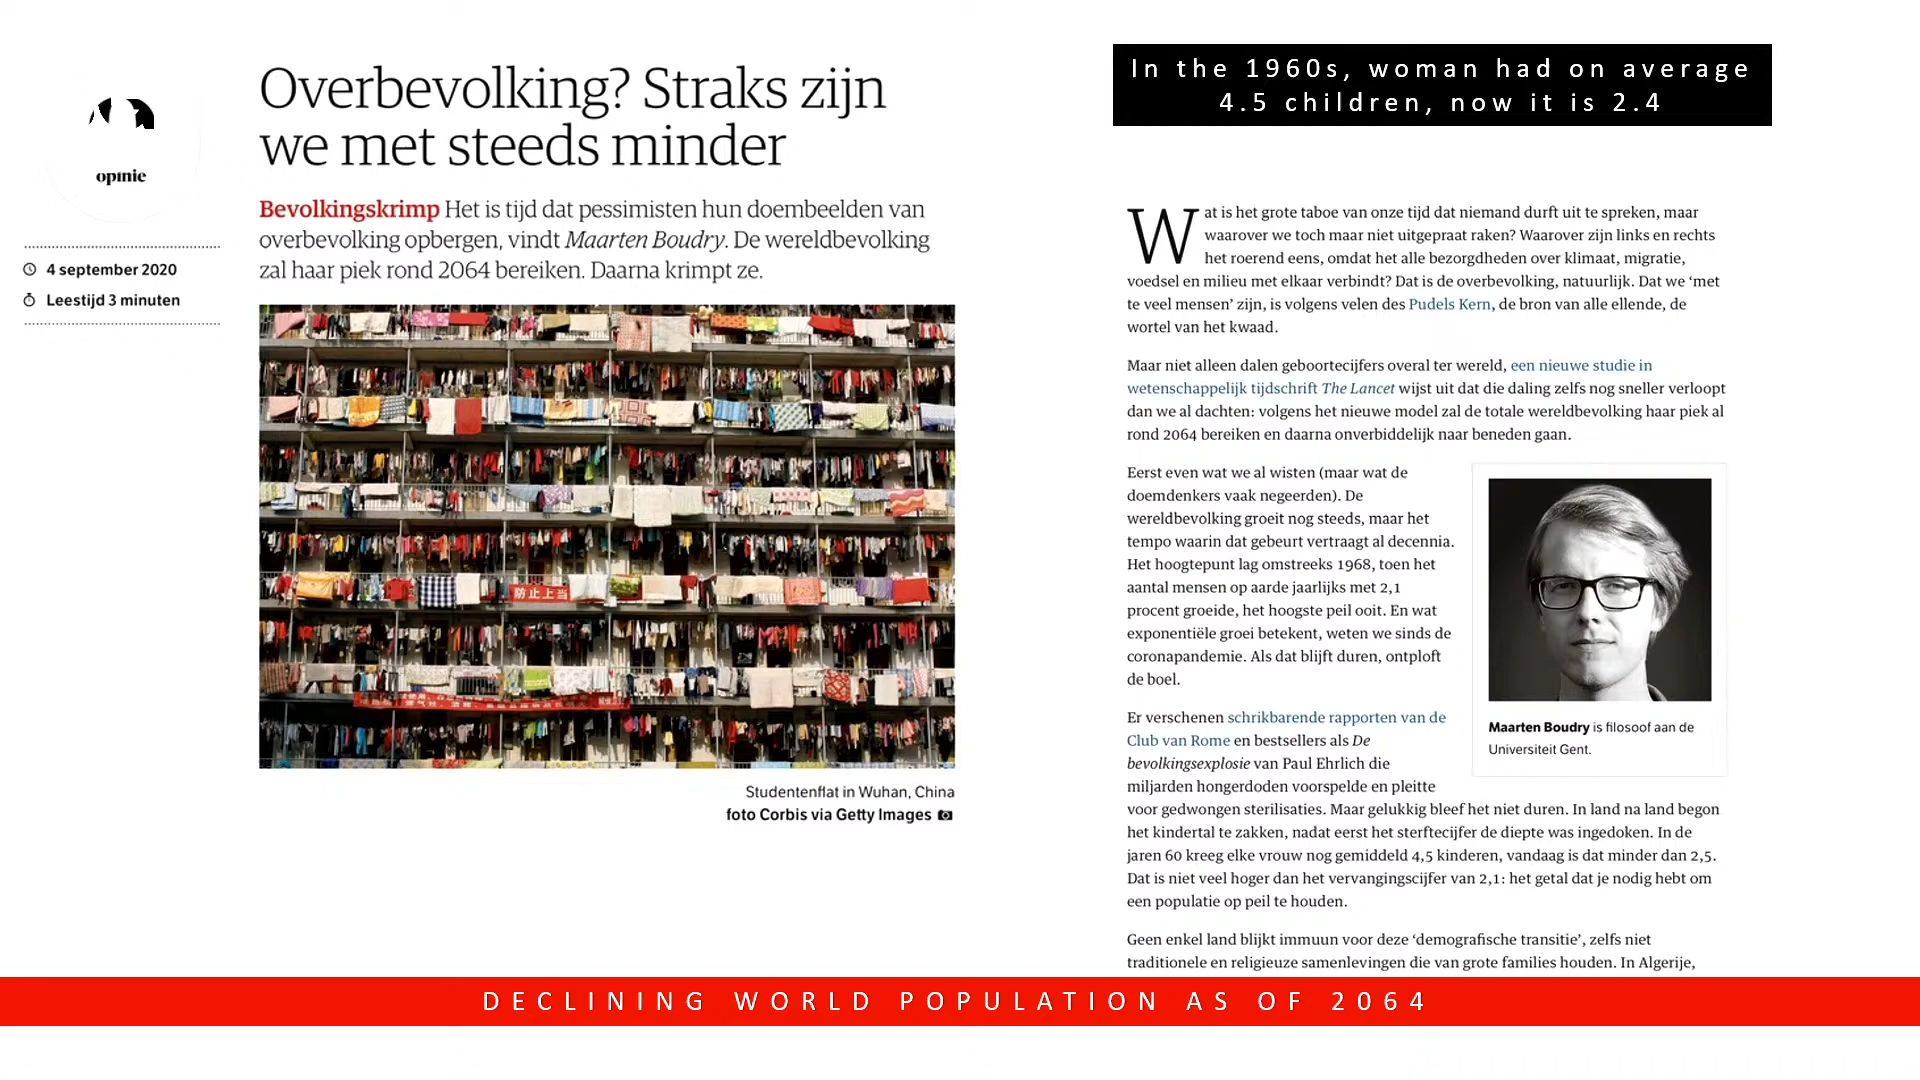 opinie
4 september 2020
Leestijd 3 minuten
Overbevolking? Straks zijn
we met steeds minder
Bevolkingskrimp Het is tijd dat pessimisten hun doembeelden van
overbevolking opbergen, vindt Maarten Boudry. De wereldbevolking
zal haar piek rond 2064 bereiken. Daarna krimpt ze.
防止上当
Studentenflat in Wuhan, China
foto Corbis via Getty Images
In the 1960s, woman had on average
4.5 children, now it is 2.4
Wat is het grote taboe van onze tijd dat niemand durft uit te spreken, maar
waarover we toch maar niet uitgepraat raken? Waarover zijn links en rechts
het roerend eens, omdat het alle bezorgdheden over klimaat, migratie,
voedsel en milieu met elkaar verbindt? Dat is de overbevolking, natuurlijk. Dat we ‘met
te veel mensen’ zijn, is volgens velen des Pudels Kern, de bron van alle ellende, de
wortel van het kwaad.
Maar niet alleen dalen geboortecijfers overal ter wereld, een nieuwe studie in
wetenschappelijk tijdschrift The Lancet wijst uit dat die daling zelfs nog sneller verloopt
dan we al dachten: volgens het nieuwe model zal de totale wereldbevolking haar piek al
rond 2064 bereiken en daarna onverbiddelijk naar beneden gaan.
Eerst even wat we al wisten (maar wat de
doemdenkers vaak negeerden). De
wereldbevolking groeit nog steeds, maar het
tempo waarin dat gebeurt vertraagt al decennia.
Het hoogtepunt lag omstreeks 1968, toen het
aantal mensen op aarde jaarlijks met 2,1
procent groeide, het hoogste peil ooit. En wat
exponentiële groei betekent, weten we sinds de
coronapandemie. Als dat blijft duren, ontploft
de boel.
Maarten Boudry is filosoof aan de
Universiteit Gent.
Er verschenen schrikbarende rapporten van de
Club van Rome en bestsellers als De
bevolkingsexplosie van Paul Ehrlich die
miljarden hongerdoden voorspelde en pleitte
voor gedwongen sterilisaties. Maar gelukkig bleef het niet duren. In land na land begon
het kindertal te zakken, nadat eerst het sterftecijfer de diepte was ingedoken. In de
jaren 60 kreeg elke vrouw nog gemiddeld 4,5 kinderen, vandaag is dat minder dan 2,5.
Dat is niet veel hoger dan het vervangingscijfer van 2,1: het getal dat je nodig hebt om
een populatie op peil te houden.
Geen enkel land blijkt immuun voor deze ‘demografische transitie’, zelfs niet
traditionele en religieuze samenlevingen die van grote families houden. In Algerije,
DECLINING WORLD POPULATION AS OF 2064